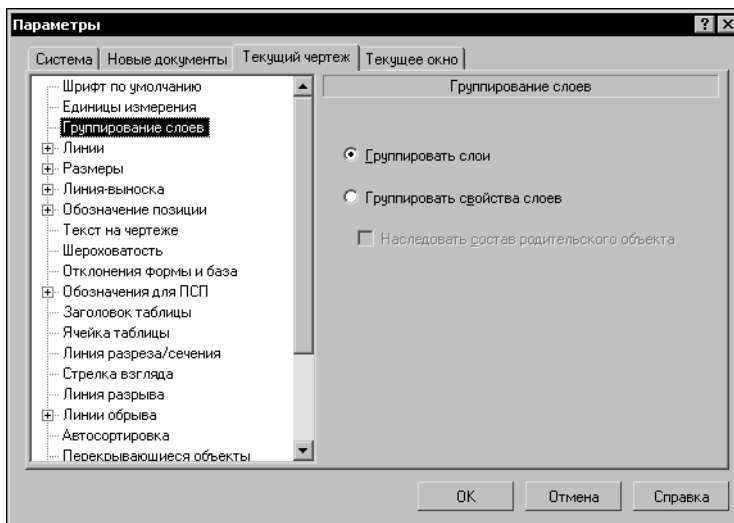 Параметры
Система Новые документы Текущий чертеж Текущее окно
Шрифт по умолчанию
Единицы измерения
Группирование слоев
Линии
Размеры
Линия-выноска
Обозначение позиции
Текст на чертеже
Шероховатость
Отклонения формы и база
Обозначения для ПСП
Заголовок таблицы
Ячейка таблицы
Линия разреза/сечения
Стрелка взгляда
Линия разрыва
Линии обрыва
Автосортировка
Перекрывающиеся объекты
Группирование слоев
Группировать слои
Группировать свойства слоев
Наследовать состав родительского объекта
OK Отмена Справка